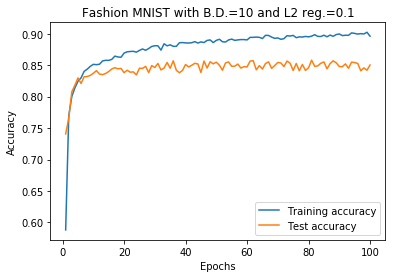 Fashion MNIST with B.D.=10 and L2 reg.=0.1
0.90
0.85
0.80
0.75
0.70
0.65
0.60
Accuracy
Training accuracy
Test accuracy
0 20 40 60 80 100
Epochs